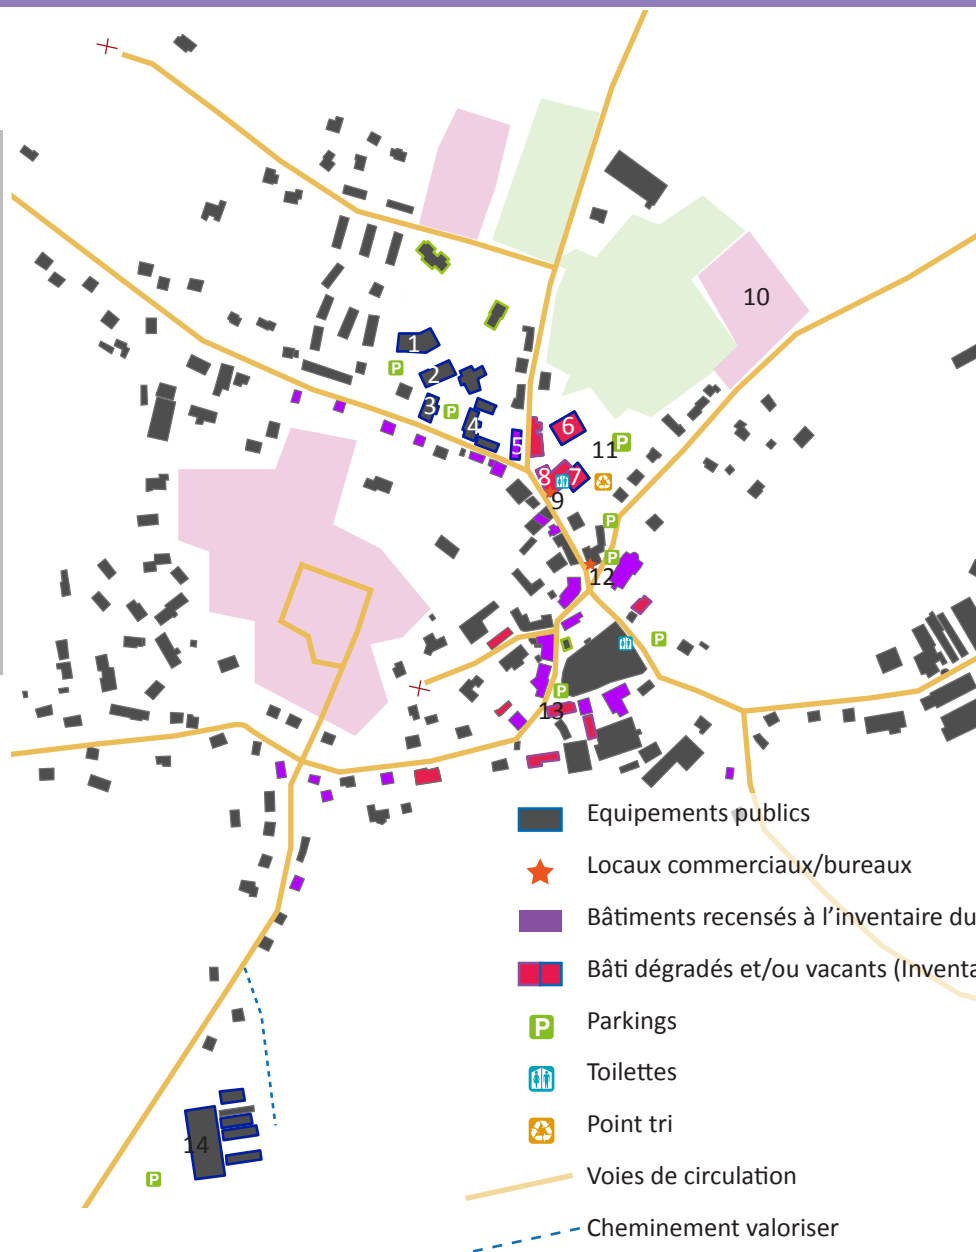 10
1
2
P
3
P
4
5
6
11
P
8
7
9
P
P
12
P
P
13
Equipements publics
Locaux commerciaux/bureaux
Bâtiments recensés à l'inventaire du
Bâti dégradés et/ou vacants (Inventa
P Parkings
Toilettes
Point tri
Voies de circulation
Cheminement valoriser
14
P